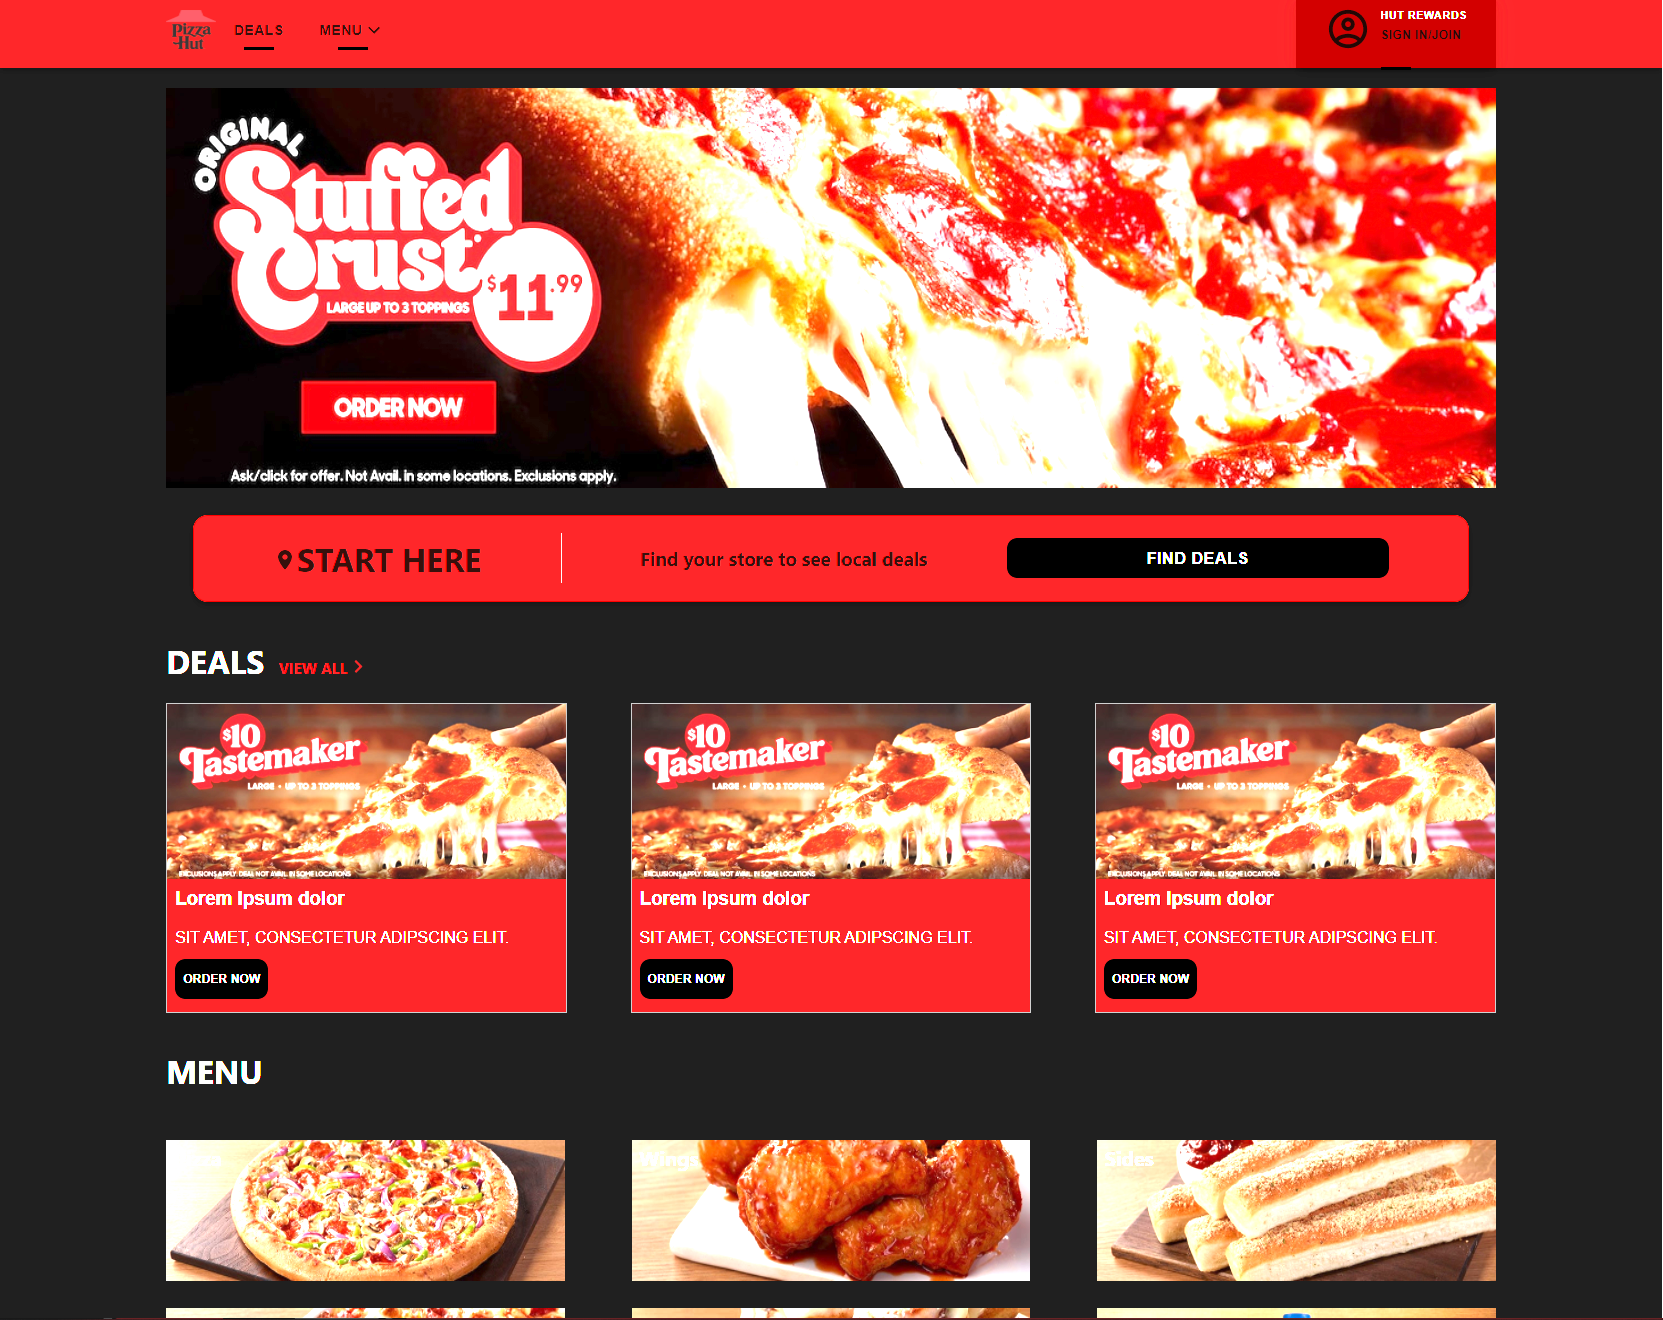 Pizza
Hut
DEALS
MENU
HUT REWARDS
SIGN IN/JOIN
ORIGINAL
Stuffed
Crust
$11.99
LARGE UP TO 3 TOPPINGS
ORDER NOW
Ask/click for offer. Not Avail. in some locations. Exclusions apply.
START HERE
Find your store to see local deals
FIND DEALS
DEALS VIEW ALL
$10
Tastemaker
LARGE • UP TO 3 TOPPINGS
EXCLUSIONS APPLY. DEAL NOT AVAIL. IN SOME LOCATIONS
Lorem Ipsum dolor
SIT AMET, CONSECTETUR ADIPSCING ELIT.
ORDER NOW
$10
Tastemaker
LARGE • UP TO 3 TOPPINGS
EXCLUSIONS APPLY. DEAL NOT AVAIL. IN SOME LOCATIONS
Lorem Ipsum dolor
SIT AMET, CONSECTETUR ADIPSCING ELIT.
ORDER NOW
$10
Tastemaker
LARGE • UP TO 3 TOPPINGS
EXCLUSIONS APPLY. DEAL NOT AVAIL. IN SOME LOCATIONS
Lorem Ipsum dolor
SIT AMET, CONSECTETUR ADIPSCING ELIT.
ORDER NOW
MENU
Wings
Sides